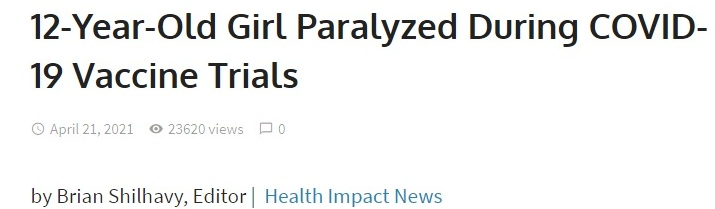 12-Year-Old Girl Paralyzed During COVID-
19 Vaccine Trials
April 21, 2021 23620 views 0
by Brian Shilhavy, Editor | Health Impact News